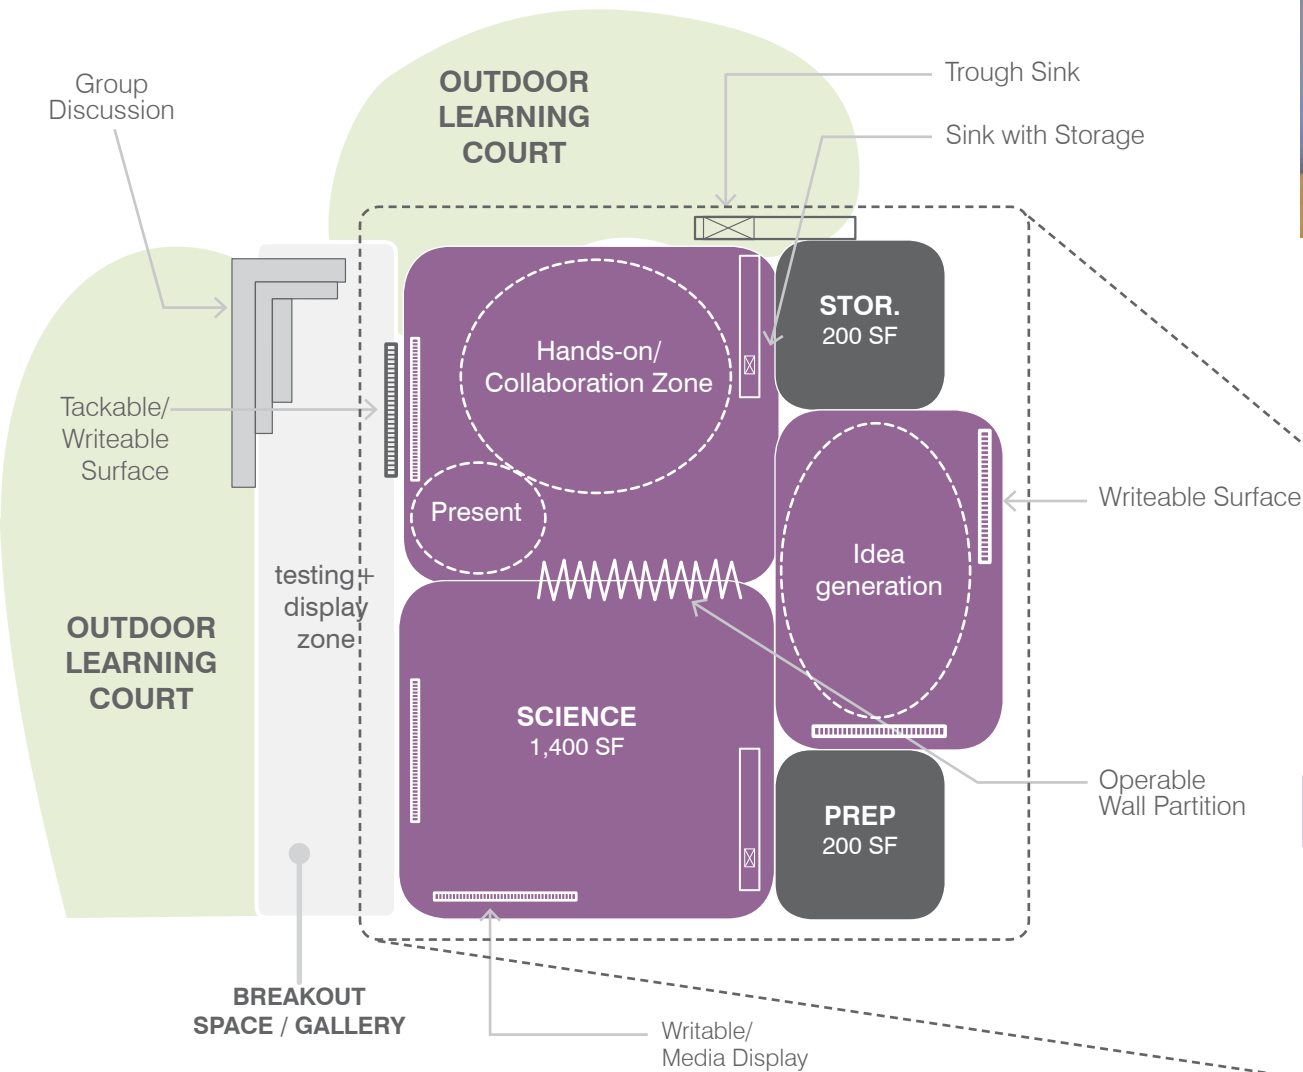 OUTDOOR
LEARNING
COURT
Group
Discussion
Trough Sink
Sink with Storage
STOR.
200 SF
Hands-on/
Collaboration Zone
Tackable/
Writeable
Surface
Present
Writeable Surface
Idea
generation
testing+
display
zone
OUTDOOR
LEARNING
COURT
SCIENCE
1,400 SF
Operable
Wall Partition
PREP
200 SF
BREAKOUT
SPACE / GALLERY
Writable/
Media Display